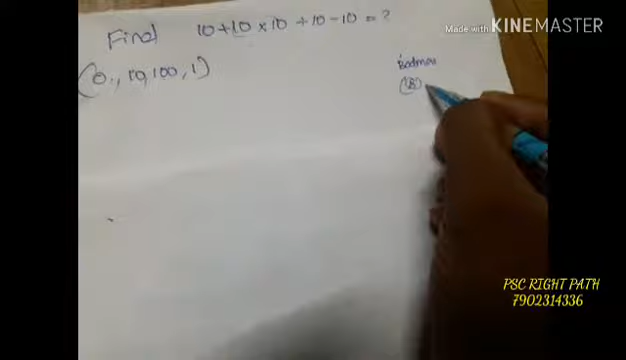 Made with KINEMASTER
Find 10+10×10+10-10=?
(0, 10,100,1)
Bodmas
(B)
PSC RIGHT PATH
7902314336